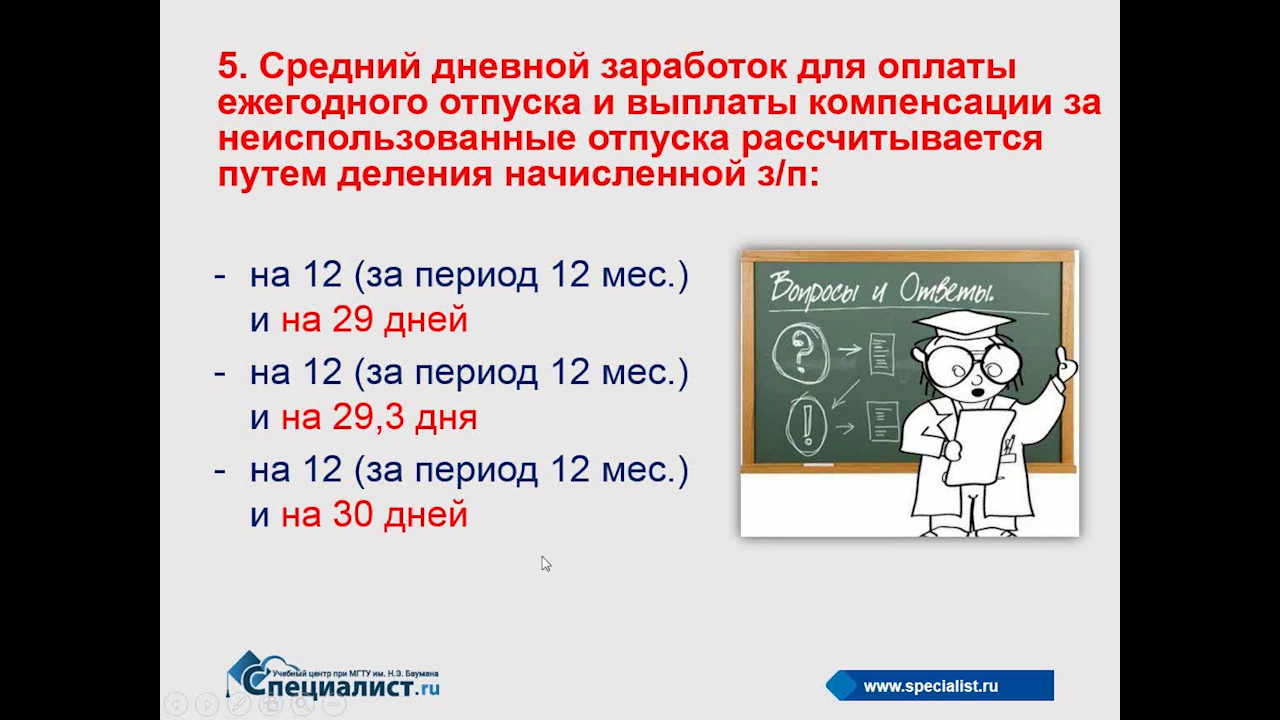 5. Средний дневной заработок для оплаты
ежегодного отпуска и выплаты компенсации за
неиспользованные отпуска рассчитывается
путем деления начисленной з/п:
- на 12 (за период 12 мес.)
и на 29 дней
- на 12 (за период 12 мес.)
и на 29,3 дня
- на 12 (за период 12 мес.)
и на 30 дней
Вопросы и Ответы.
?
!
Учебный центр при МГТУ им. Н.Э. Баумана
Специалист.ru
www.specialist.ru